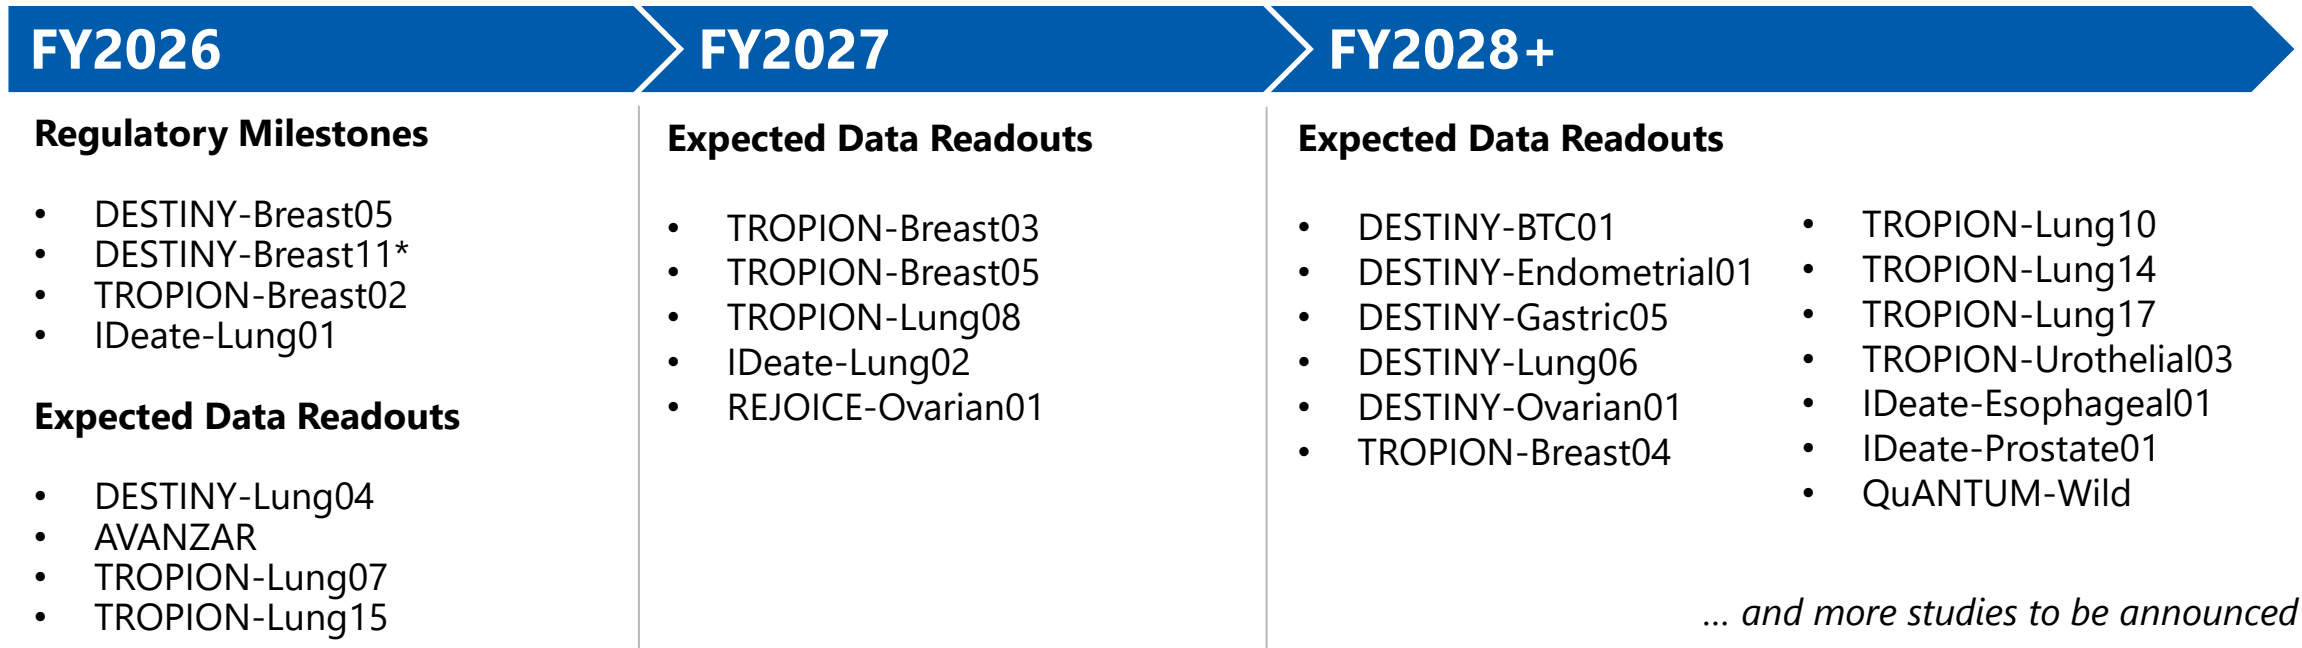 FY2026
FY2027
FY2028+
Regulatory Milestones
• DESTINY-Breast05
• DESTINY-Breast11*
• TROPION-Breast02
• IDeate-Lung01
Expected Data Readouts
• DESTINY-Lung04
• AVANZAR
• TROPION-Lung07
• TROPION-Lung15
Expected Data Readouts
• TROPION-Breast03
• TROPION-Breast05
• TROPION-Lung08
• IDeate-Lung02
• REJOICE-Ovarian01
Expected Data Readouts
• DESTINY-BTC01
• DESTINY-Endometrial01
• DESTINY-Gastric05
• DESTINY-Lung06
• DESTINY-Ovarian01
• TROPION-Breast04
• TROPION-Lung10
• TROPION-Lung14
• TROPION-Lung17
• TROPION-Urothelial03
• IDeate-Esophageal01
• IDeate-Prostate01
• QuANTUM-Wild
... and more studies to be announced